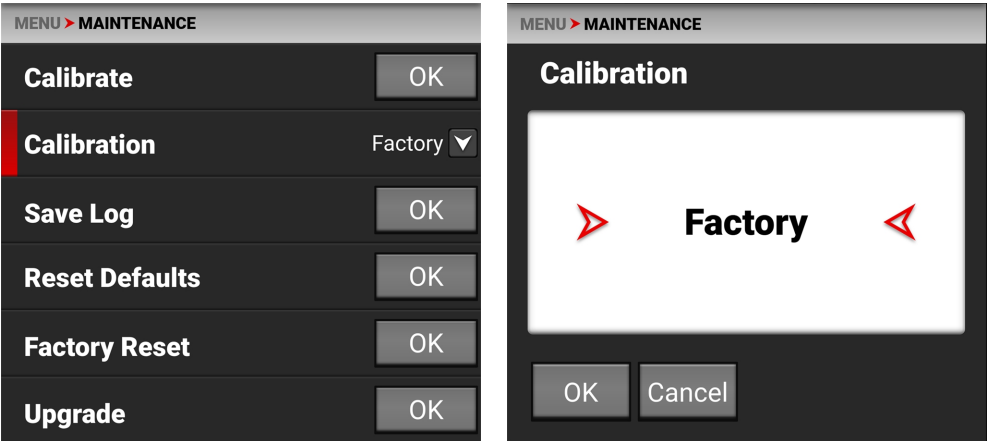 MENU MAINTENANCE
Calibrate OK
Calibration Factory
Save Log OK
Reset Defaults OK
Factory Reset OK
Upgrade OK
MENU MAINTENANCE
Calibration
Factory
OK Cancel